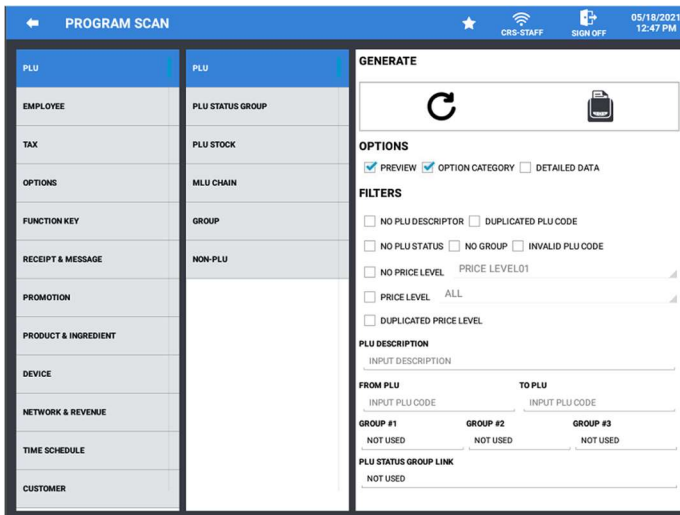 PROGRAM SCAN
CRS-STAFF
SIGN OFF
05/18/2021
12:47 PM
PLU
EMPLOYEE
TAX
OPTIONS
FUNCTION KEY
RECEIPT & MESSAGE
PROMOTION
PRODUCT & INGREDIENT
DEVICE
NETWORK & REVENUE
TIME SCHEDULE
CUSTOMER
PLU
PLU STATUS GROUP
PLU STOCK
MLU CHAIN
GROUP
NON-PLU
GENERATE
OPTIONS
PREVIEW OPTION CATEGORY DETAILED DATA
FILTERS
NO PLU DESCRIPTOR DUPLICATED PLU CODE
NO PLU STATUS NO GROUP INVALID PLU CODE
NO PRICE LEVEL PRICE LEVEL01
PRICE LEVEL ALL
DUPLICATED PRICE LEVEL
PLU DESCRIPTION
INPUT DESCRIPTION
FROM PLU TO PLU
INPUT PLU CODE INPUT PLU CODE
GROUP #1 GROUP #2 GROUP #3
NOT USED NOT USED NOT USED
PLU STATUS GROUP LINK
NOT USED